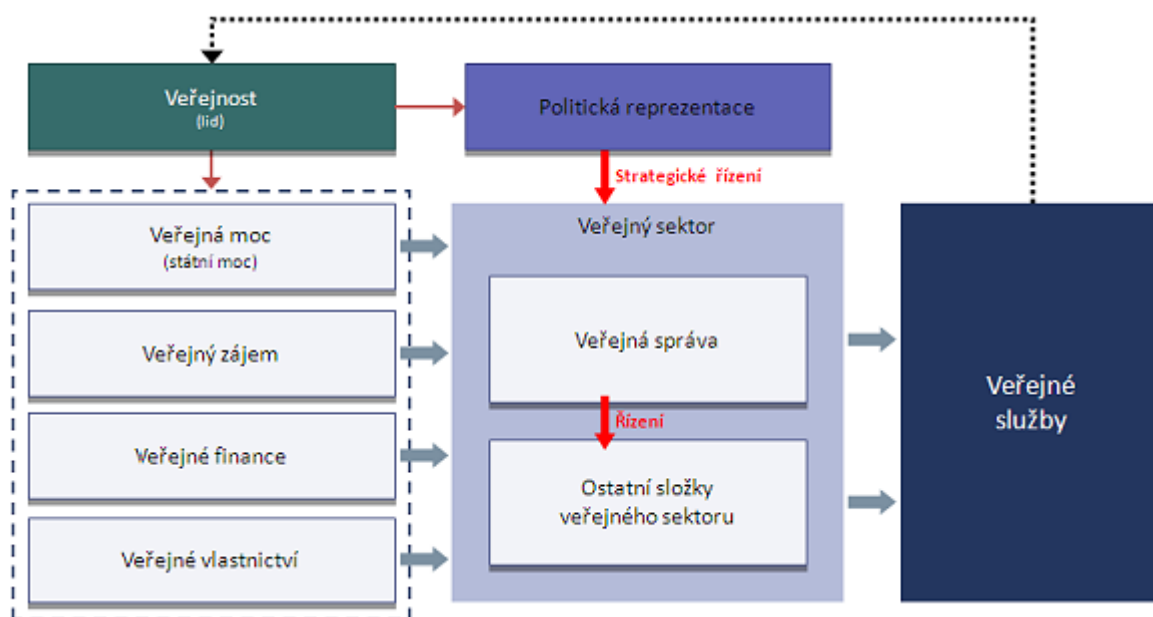 Veřejnost
(lid)
Politická reprezentace
Strategické řízení
Veřejná moc
(státní moc)
Veřejný zájem
Veřejné finance
Veřejné vlastnictví
Veřejný sektor
Veřejná správa
Řízení
Ostatní složky
veřejného sektoru
Veřejné
služby